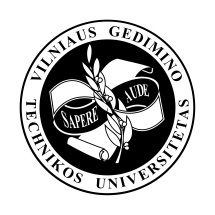 VILNIAUS GEDIMINO
TECHNIKOS UNIVERSITETAS
SAPERE
AUDE